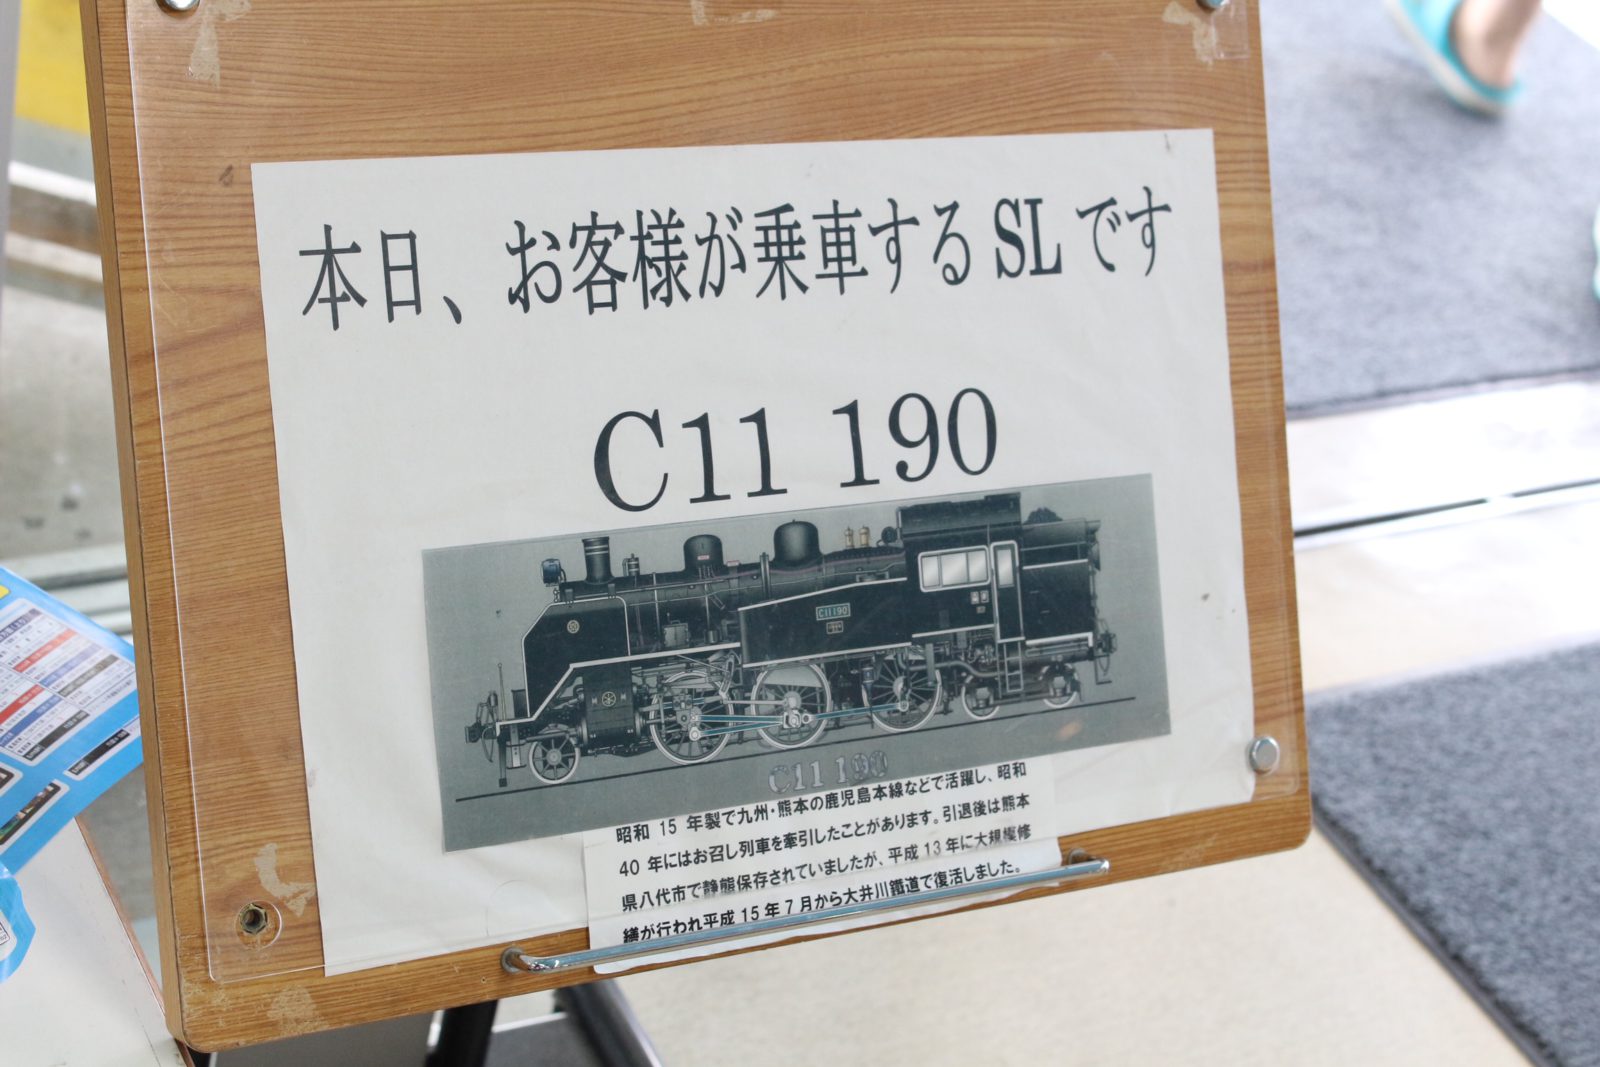 本日、お客様が乗車するSLです
C11 190
C11190
C11 190
昭和 15 年製で九州・熊本の鹿児島本線などで活躍し、昭和
40 年にはお召し列車を牽引したことがあります。引退後は熊本
県八代市で静態保存されていましたが、平成 13 年に大規模修
繕が行われ平成 15 年 7 月から大井川鐵道で復活しました。